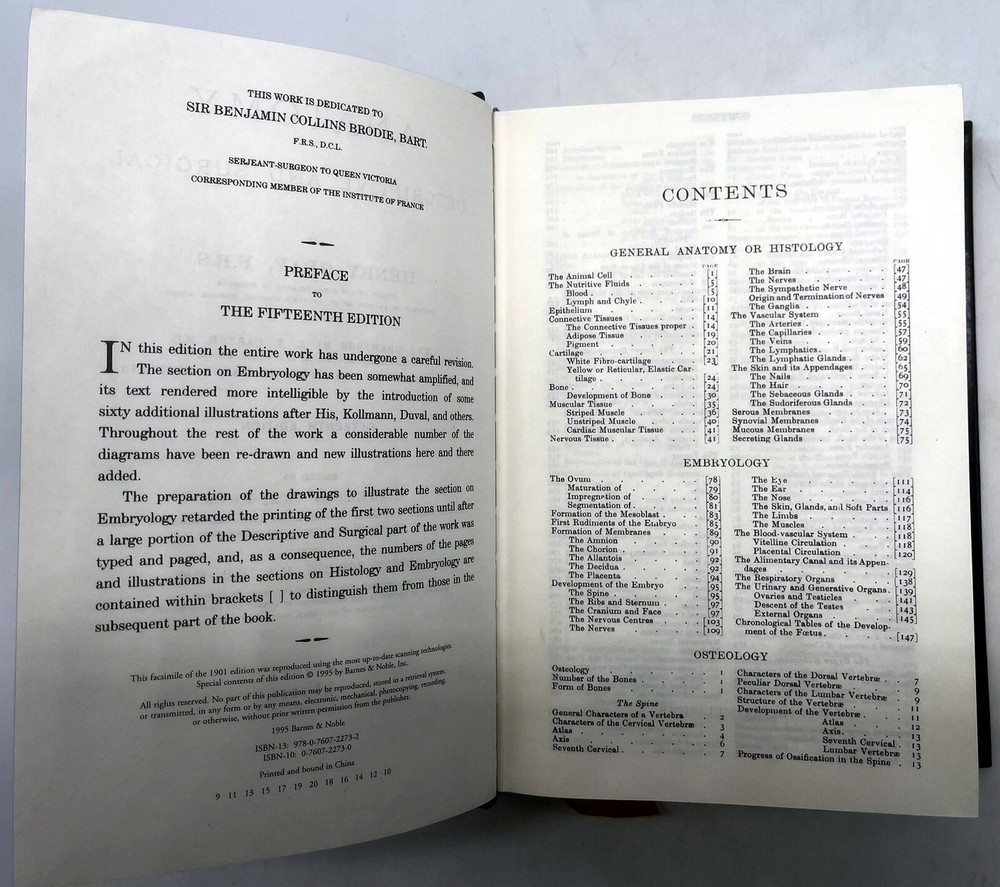 THIS WORK IS DEDICATED TO
SIR BENJAMIN COLLINS BRODIE, BART.
F.R.S., D.C.L.
SERJEANT-SURGEON TO QUEEN VICTORIA
CORRESPONDING MEMBER OF THE INSTITUTE OF FRANCE
PREFACE
TO
THE FIFTEENTH EDITION
IN this edition the entire work has undergone a careful revision.
The section on Embryology has been somewhat amplified, and
its text rendered more intelligible by the introduction of some
sixty additional illustrations after His, Kollmann, Duval, and others.
Throughout the rest of the work a considerable number of the
diagrams have been re-drawn and new illustrations here and there
added.
The preparation of the drawings to illustrate the section on
Embryology retarded the printing of the first two sections until after
a large portion of the Descriptive and Surgical part of the work was
typed and paged, and, as a consequence, the numbers of the pages
and illustrations in the sections on Histology and Embryology are
contained within brackets [ ] to distinguish them from those in the
subsequent part of the book.
This facsimile of the 1901 edition was reproduced using the most up-to-date scanning technologies.
Special contents of this edition © 1995 by Barnes & Noble, Inc.
All rights reserved. No part of this publication may be reproduced, stored in a retrieval system,
or transmitted, in any form or by any means, electronic, mechanical, photocopying, recording,
or otherwise, without prior written permission from the publisher.
1995 Barnes & Noble
ISBN-13: 978-0-7607-2273-2
ISBN-10: 0-7607-2273-0
Printed and bound in China
9 11 13 15 17 19 20 18 16 14 12 10
CONTENTS
GENERAL ANATOMY OR HISTOLOGY
PAGE
The Animal Cell [1]
The Nutritive Fluids [5]
Blood [5]
Lymph and Chyle [10]
Epithelium [11]
Connective Tissues [14]
The Connective Tissues proper [14]
Adipose Tissue [19]
Pigment [20]
Cartilage [21]
White Fibro-cartilage [23]
Yellow or Reticular, Elastic Car-
tilage [24]
Bone [24]
Development of Bone [30]
Muscular Tissue [35]
Striped Muscle [36]
Unstriped Muscle [40]
Cardiac Muscular Tissue [41]
Nervous Tissue [41]
PAGE
The Brain [47]
The Nerves [47]
The Sympathetic Nerve [48]
Origin and Termination of Nerves [49]
The Ganglia [54]
The Vascular System [55]
The Arteries [55]
The Capillaries [57]
The Veins [59]
The Lymphatics [60]
The Lymphatic Glands [62]
The Skin and its Appendages [65]
The Nails [69]
The Hair [70]
The Sebaceous Glands [71]
The Sudoriferous Glands [72]
Serous Membranes [73]
Synovial Membranes [74]
Mucous Membranes [75]
Secreting Glands [75]
EMBRYOLOGY
The Ovum [78]
Maturation of [79]
Impregnation of [80]
Segmentation of [81]
Formation of the Mesoblast [83]
First Rudiments of the Embryo [85]
Formation of Membranes [89]
The Amnion [90]
The Chorion [91]
The Allantois [92]
The Decidua [92]
The Placenta [94]
Development of the Embryo [95]
The Spine [95]
The Ribs and Sternum [97]
The Cranium and Face [97]
The Nervous Centres [103]
The Nerves [109]
The Eye [111]
The Ear [114]
The Nose [116]
The Skin, Glands, and Soft Parts [116]
The Limbs [117]
The Muscles [118]
The Blood-vascular System [118]
Vitelline Circulation [118]
Placental Circulation [120]
The Alimentary Canal and its Appen-
dages [129]
The Respiratory Organs [138]
The Urinary and Generative Organs [139]
Ovaries and Testicles [141]
Descent of the Testes [143]
External Organs [145]
Chronological Tables of the Develop-
ment of the Fœtus [147]
OSTEOLOGY
Osteology 1
Number of the Bones 1
Form of Bones 1
The Spine
General Characters of a Vertebra 2
Characters of the Cervical Vertebræ 3
Atlas 4
Axis 6
Seventh Cervical 7
Characters of the Dorsal Vertebræ 7
Peculiar Dorsal Vertebræ 9
Characters of the Lumbar Vertebræ 9
Structure of the Vertebræ 11
Development of the Vertebræ 11
Atlas 12
Axis 13
Seventh Cervical 13
Lumbar Vertebræ 13
Progress of Ossification in the Spine 13